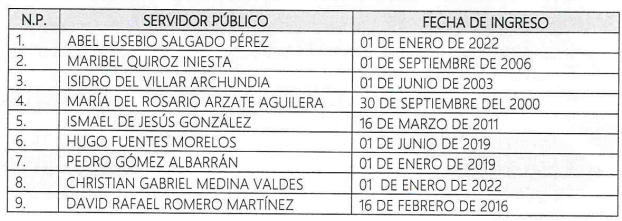 N.P. SERVIDOR PÚBLICO FECHA DE INGRESO
1. ABEL EUSEBIO SALGADO PÉREZ 01 DE ENERO DE 2022
2. MARIBEL QUIROZ INIESTA 01 DE SEPTIEMBRE DE 2006
3. ISIDRO DEL VILLAR ARCHUNDIA 01 DE JUNIO DE 2003
4. MARÍA DEL ROSARIO ARZATE AGUILERA 30 DE SEPTIEMBRE DEL 2000
5. ISMAEL DE JESÚS GONZÁLEZ 16 DE MARZO DE 2011
6. HUGO FUENTES MORELOS 01 DE JUNIO DE 2019
7. PEDRO GÓMEZ ALBARRÁN 01 DE ENERO DE 2019
8. CHRISTIAN GABRIEL MEDINA VALDES 01 DE ENERO DE 2022
9. DAVID RAFAEL ROMERO MARTÍNEZ 16 DE FEBRERO DE 2016